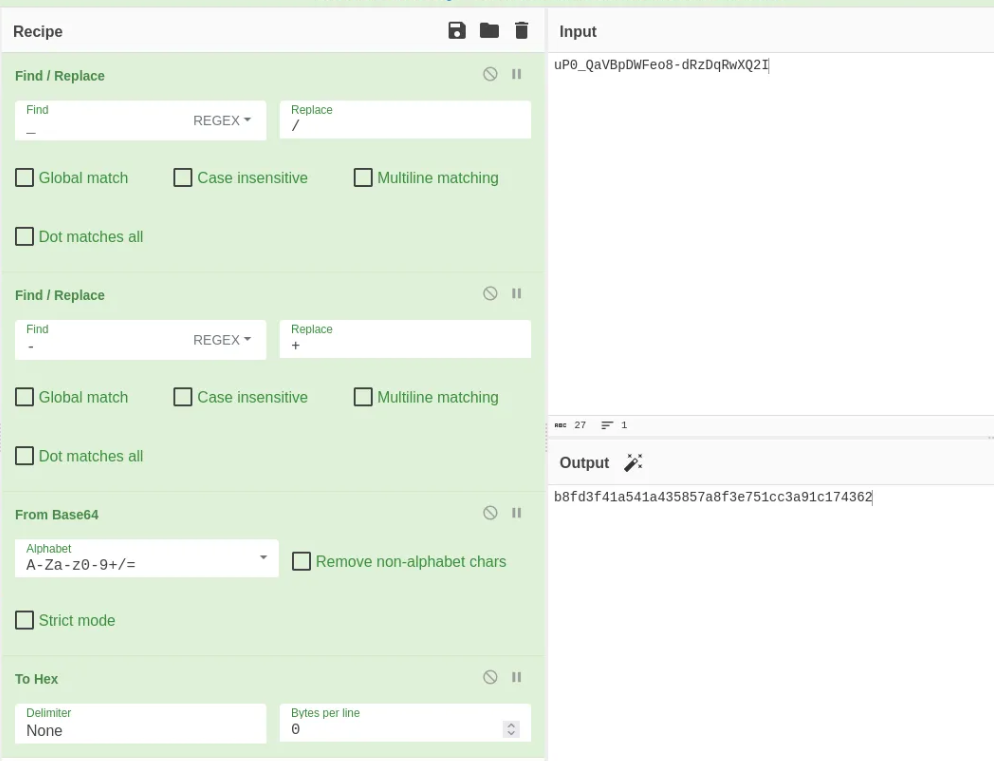 Recipe
Find / Replace
Find
_
REGEX
Replace
/
Global match
Case insensitive
Multiline matching
Dot matches all
Find / Replace
Find
-
REGEX
Replace
+
Global match
Case insensitive
Multiline matching
Dot matches all
From Base64
Alphabet
A-Za-z0-9+/=
Remove non-alphabet chars
Strict mode
To Hex
Delimiter
None
Bytes per line
0
Input
uP0_QaVBpDWFeo8-dRzDqRwXQ2I
ABC 27 1
Output
b8fd3f41a541a435857a8f3e751cc3a91c174362